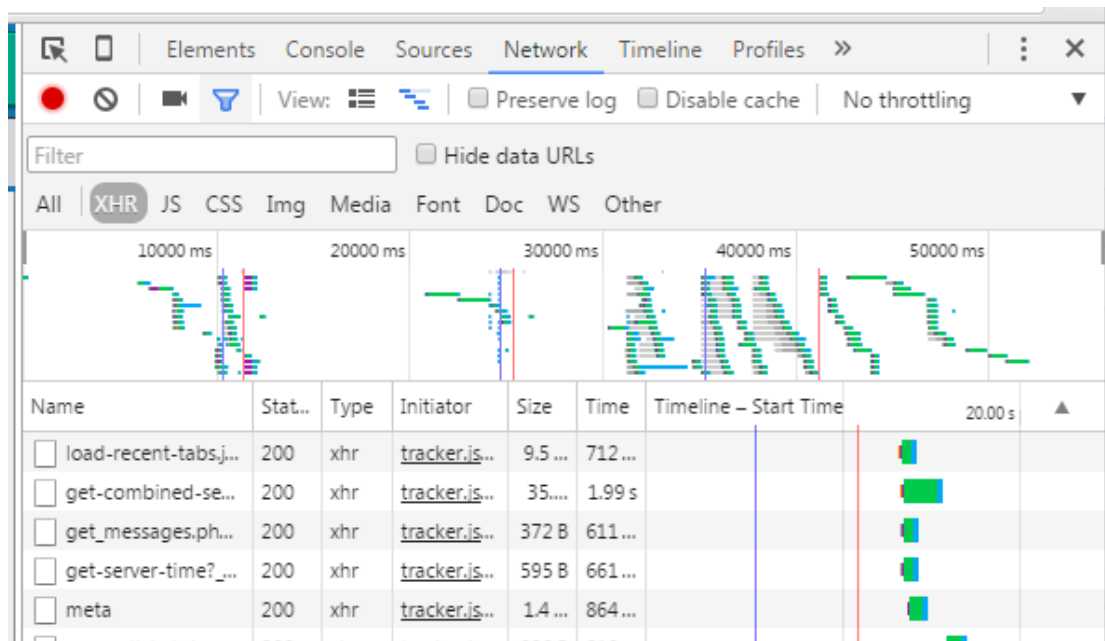 Elements Console Sources Network Timeline Profiles »
View: Preserve log Disable cache No throttling
Filter Hide data URLs
All XHR JS CSS Img Media Font Doc WS Other
10000 ms 20000 ms 30000 ms 40000 ms 50000 ms
Name Stat... Type Initiator Size Time Timeline – Start Time 20.00 s
load-recent-tabs.j... 200 xhr tracker.js... 9.5 ... 712 ...
get-combined-se... 200 xhr tracker.js... 35.... 1.99 s
get_messages.ph... 200 xhr tracker.js... 372 B 611 ...
get-server-time?_... 200 xhr tracker.js... 595 B 661 ...
meta 200 xhr tracker.js... 1.4 ... 864 ...